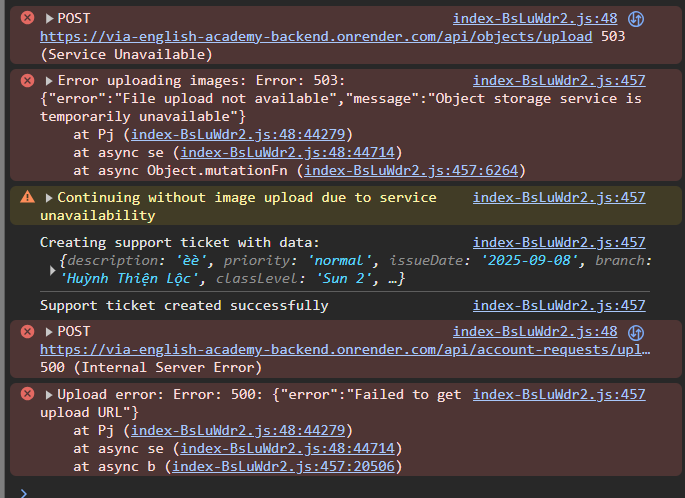 POST index-BsLuWdr2.js:48
https://via-english-academy-backend.onrender.com/api/objects/upload 503
(Service Unavailable)
Error uploading images: Error: 503: index-BsLuWdr2.js:457
{"error":"File upload not available","message":"Object storage service is
temporarily unavailable"}
at Pj (index-BsLuWdr2.js:48:44279)
at async se (index-BsLuWdr2.js:48:44714)
at async Object.mutationFn (index-BsLuWdr2.js:457:6264)
Continuing without image upload due to service index-BsLuWdr2.js:457
unavailability
Creating support ticket with data: index-BsLuWdr2.js:457
{description: 'èè', priority: 'normal', issueDate: '2025-09-08', branch:
'Huỳnh Thiện Lộc', classLevel: 'Sun 2', …}
Support ticket created successfully index-BsLuWdr2.js:457
POST index-BsLuWdr2.js:48
https://via-english-academy-backend.onrender.com/api/account-requests/upl…
500 (Internal Server Error)
Upload error: Error: 500: {"error":"Failed to get index-BsLuWdr2.js:457
upload URL"}
at Pj (index-BsLuWdr2.js:48:44279)
at async se (index-BsLuWdr2.js:48:44714)
at async b (index-BsLuWdr2.js:457:20506)